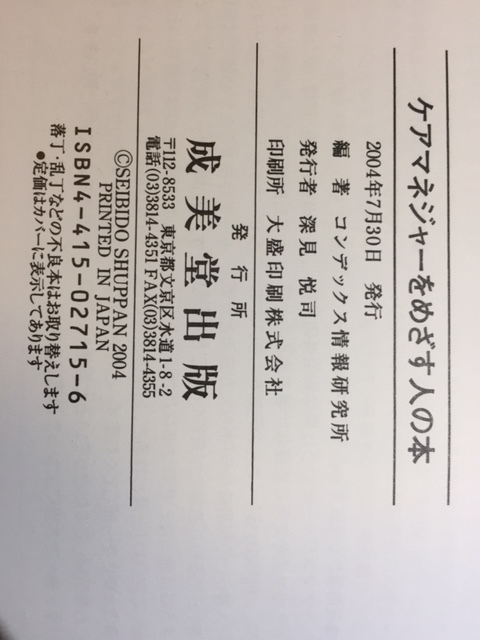 ケアマネジャーをめざす人の本
2004年7月30日 発行
編 著 コンデックス情報研究所
発行者 深見 悦司
印刷所 大盛印刷株式会社
発行所
成美堂出版
〒112-8533 東京都文京区水道1-8-2
電話(03)3814-4351 FAX(03)3814-4355
©SEIBIDO SHUPPAN 2004
PRINTED IN JAPAN
ISBN4-415-02715-6
落丁・乱丁などの不良本はお取り替えします
●定価はカバーに表示してあります